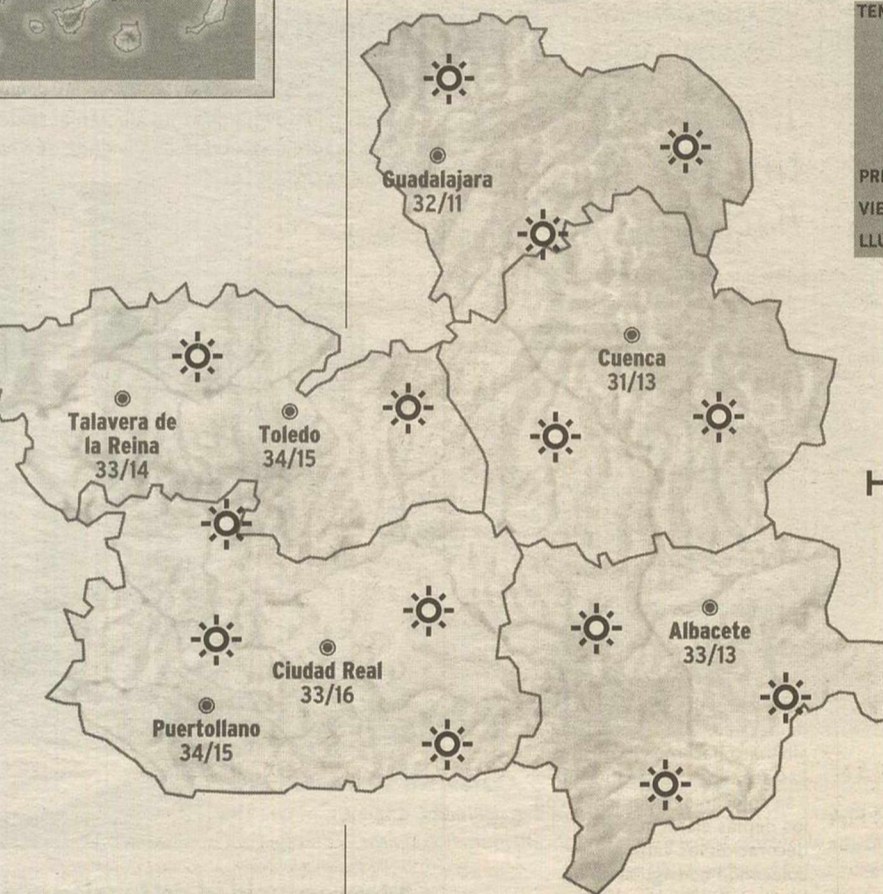 Guadalajara
32/11
Cuenca
31/13
Talavera de
la Reina
33/14
Toledo
34/15
Ciudad Real
33/16
Puertollano
34/15
Albacete
33/13